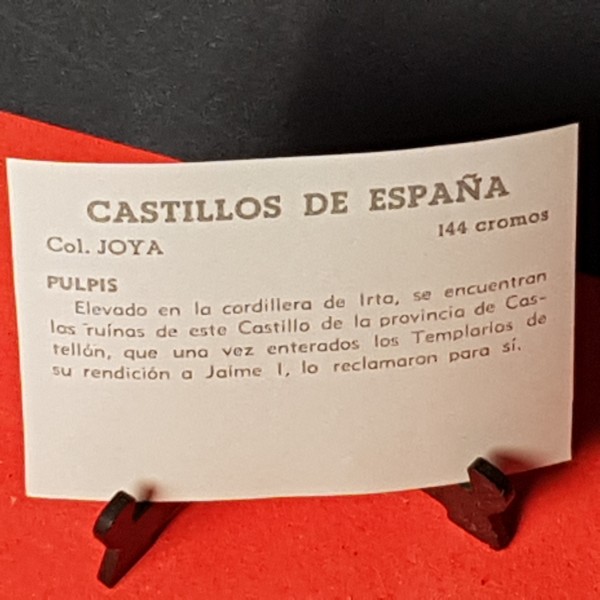 CASTILLOS DE ESPAÑA
Col. JOYA
144 cromos
PULPIS
Elevado en la cordillera de Irta, se encuentran
las ruínas de este Castillo de la provincia de Cas-
tellón, que una vez enterados los Templarios de
su rendición a Jaime I, lo reclamaron para sí.